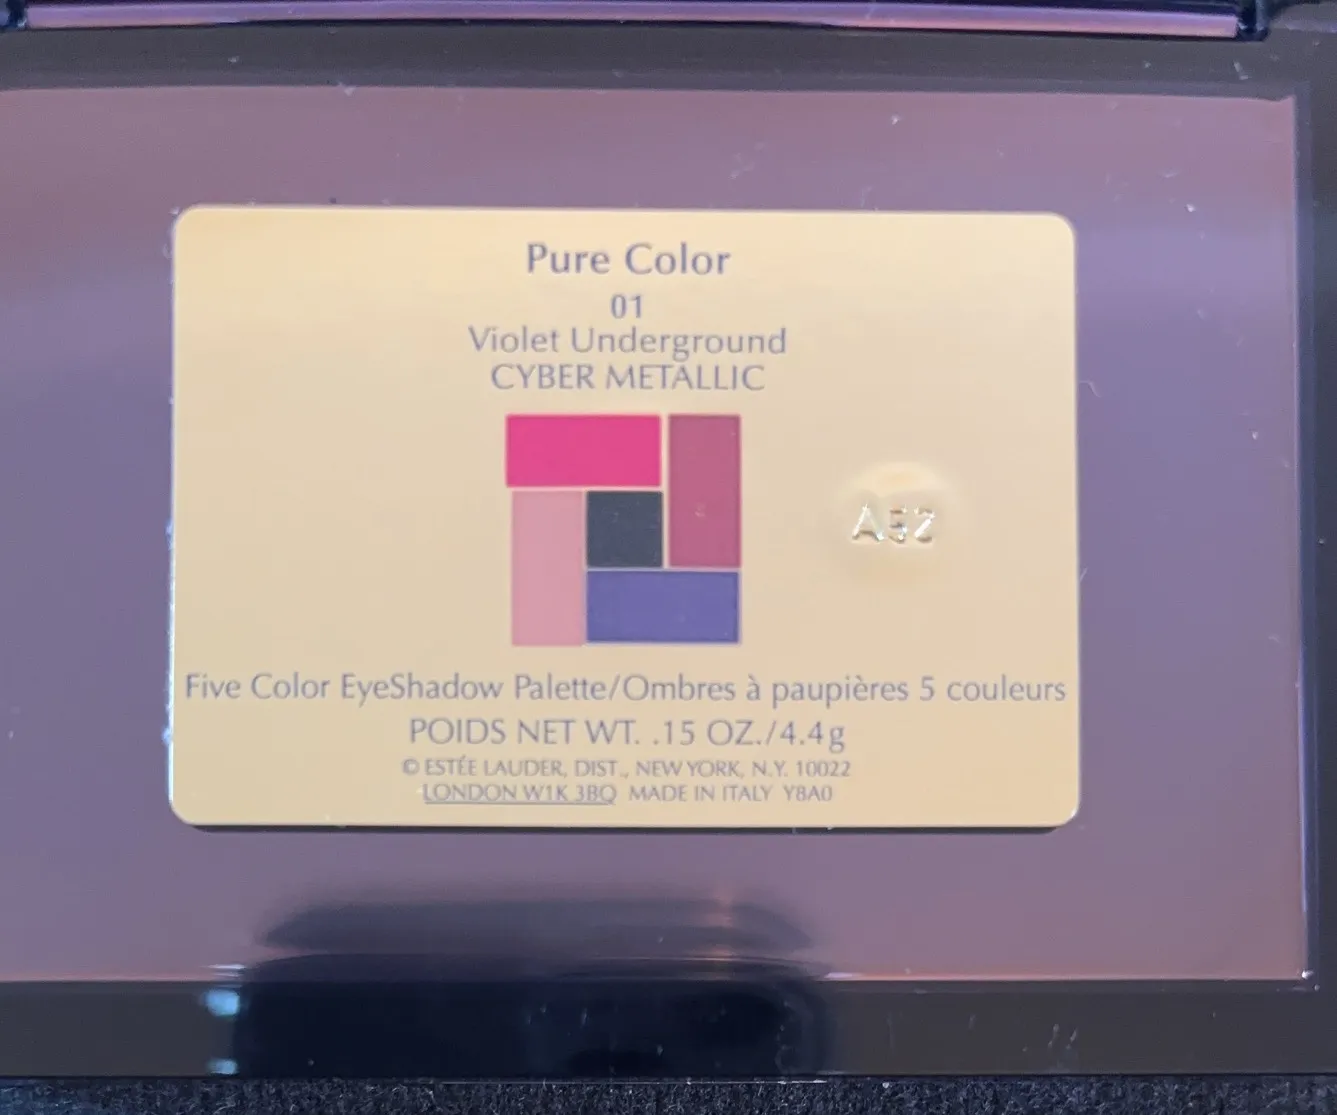 Pure Color
01
Violet Underground
CYBER METALLIC
A52
Five Color EyeShadow Palette/Ombres à paupières 5 couleurs
POIDS NET WT. .15 OZ./4.4g
© ESTÉE LAUDER, DIST., NEW YORK, N.Y. 10022
LONDON W1K 3BQ MADE IN ITALY Y8A0